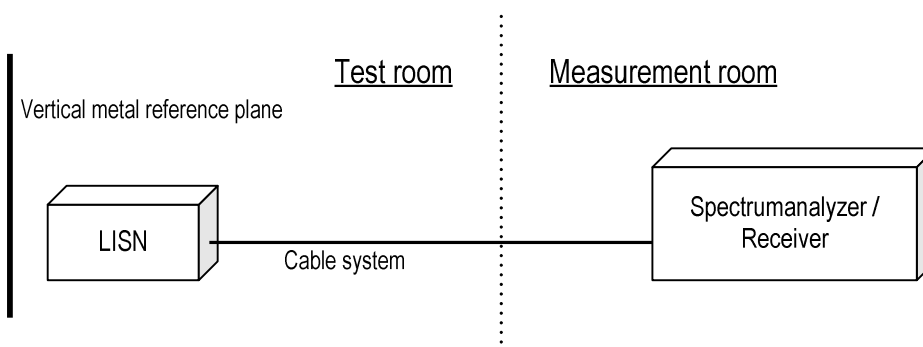 Test room
Measurement room
Vertical metal reference plane
LISN
Cable system
Spectrumanalyzer /
Receiver